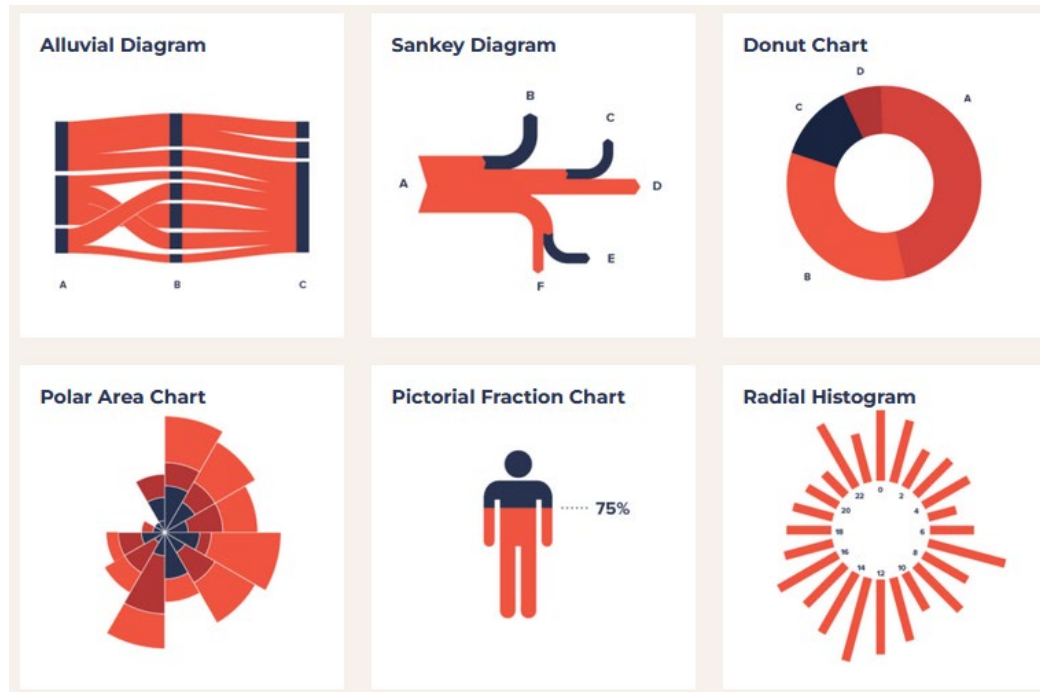 Alluvial Diagram
A
B
C
Sankey Diagram
B
C
A
D
E
F
Donut Chart
D
A
C
B
Polar Area Chart
Pictorial Fraction Chart
75%
Radial Histogram
0
2
4
6
8
10
12
14
16
18
20
22